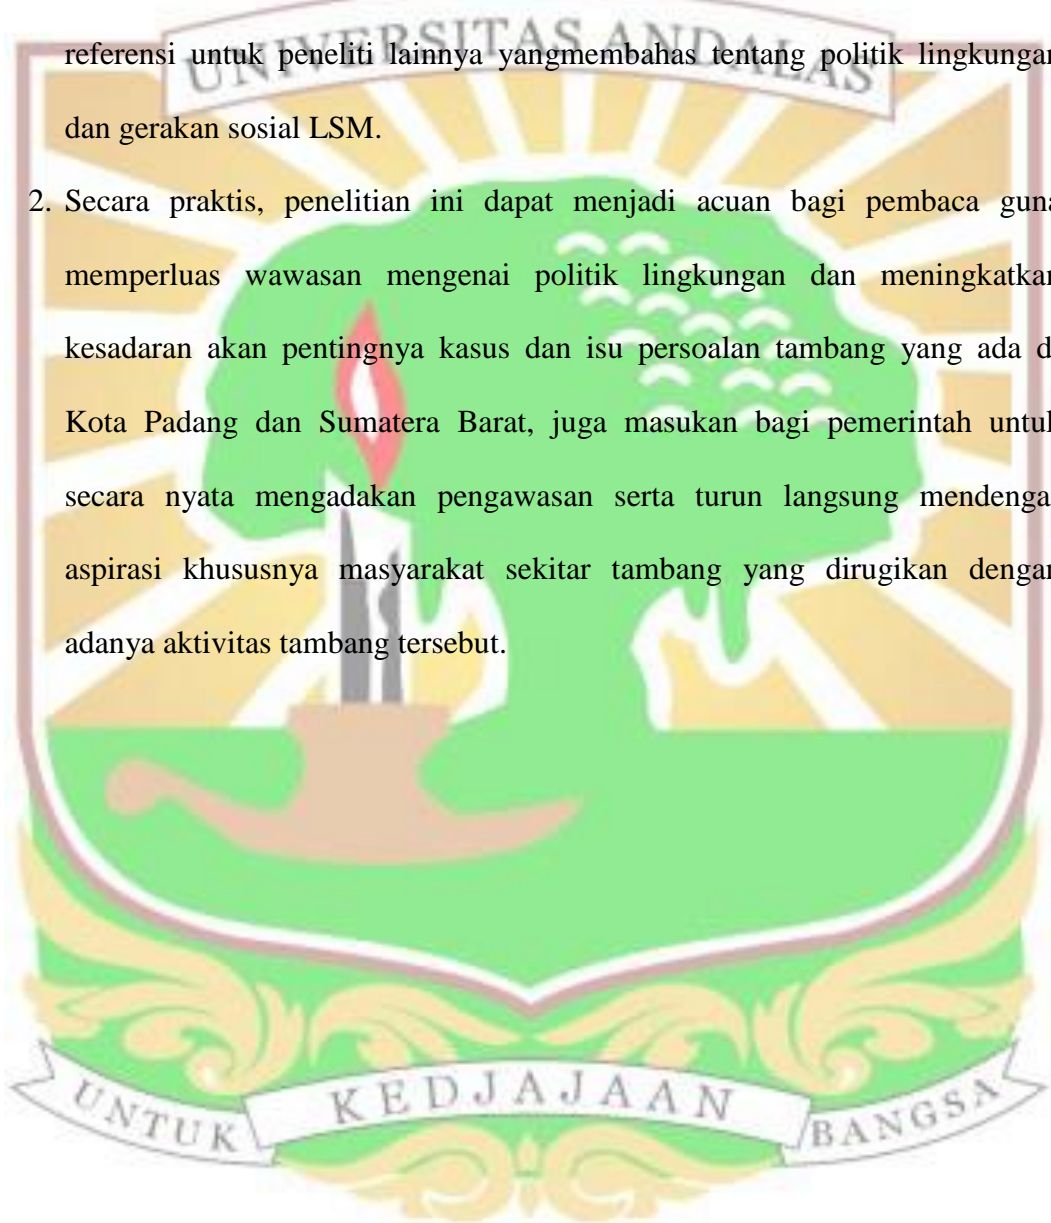 UNIVERSITAS ANDALAS
referensi untuk peneliti lainnya yangmembahas tentang politik lingkungan
dan gerakan sosial LSM.
2. Secara praktis, penelitian ini dapat menjadi acuan bagi pembaca guna
memperluas wawasan mengenai politik lingkungan dan meningkatkan
kesadaran akan pentingnya kasus dan isu persoalan tambang yang ada d
Kota Padang dan Sumatera Barat, juga masukan bagi pemerintah untuk
secara nyata mengadakan pengawasan serta turun langsung mendenga
aspirasi khususnya masyarakat sekitar tambang yang dirugikan dengan
adanya aktivitas tambang tersebut.
UNTUK KEDJAJAAN BANGSA